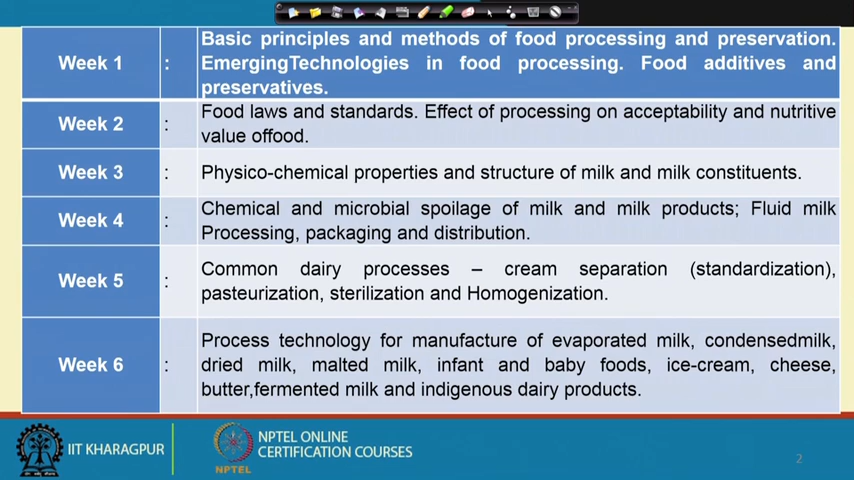 Week 1 : Basic principles and methods of food processing and preservation.
EmergingTechnologies in food processing. Food additives and
preservatives.
Week 2 : Food laws and standards. Effect of processing on acceptability and nutritive
value offood.
Week 3 : Physico-chemical properties and structure of milk and milk constituents.
Week 4 : Chemical and microbial spoilage of milk and milk products; Fluid milk
Processing, packaging and distribution.
Week 5 : Common dairy processes – cream separation (standardization),
pasteurization, sterilization and Homogenization.
Week 6 : Process technology for manufacture of evaporated milk, condensedmilk,
dried milk, malted milk, infant and baby foods, ice-cream, cheese,
butter,fermented milk and indigenous dairy products.
IIT KHARAGPUR
NPTEL
NPTEL ONLINE
CERTIFICATION COURSES
2